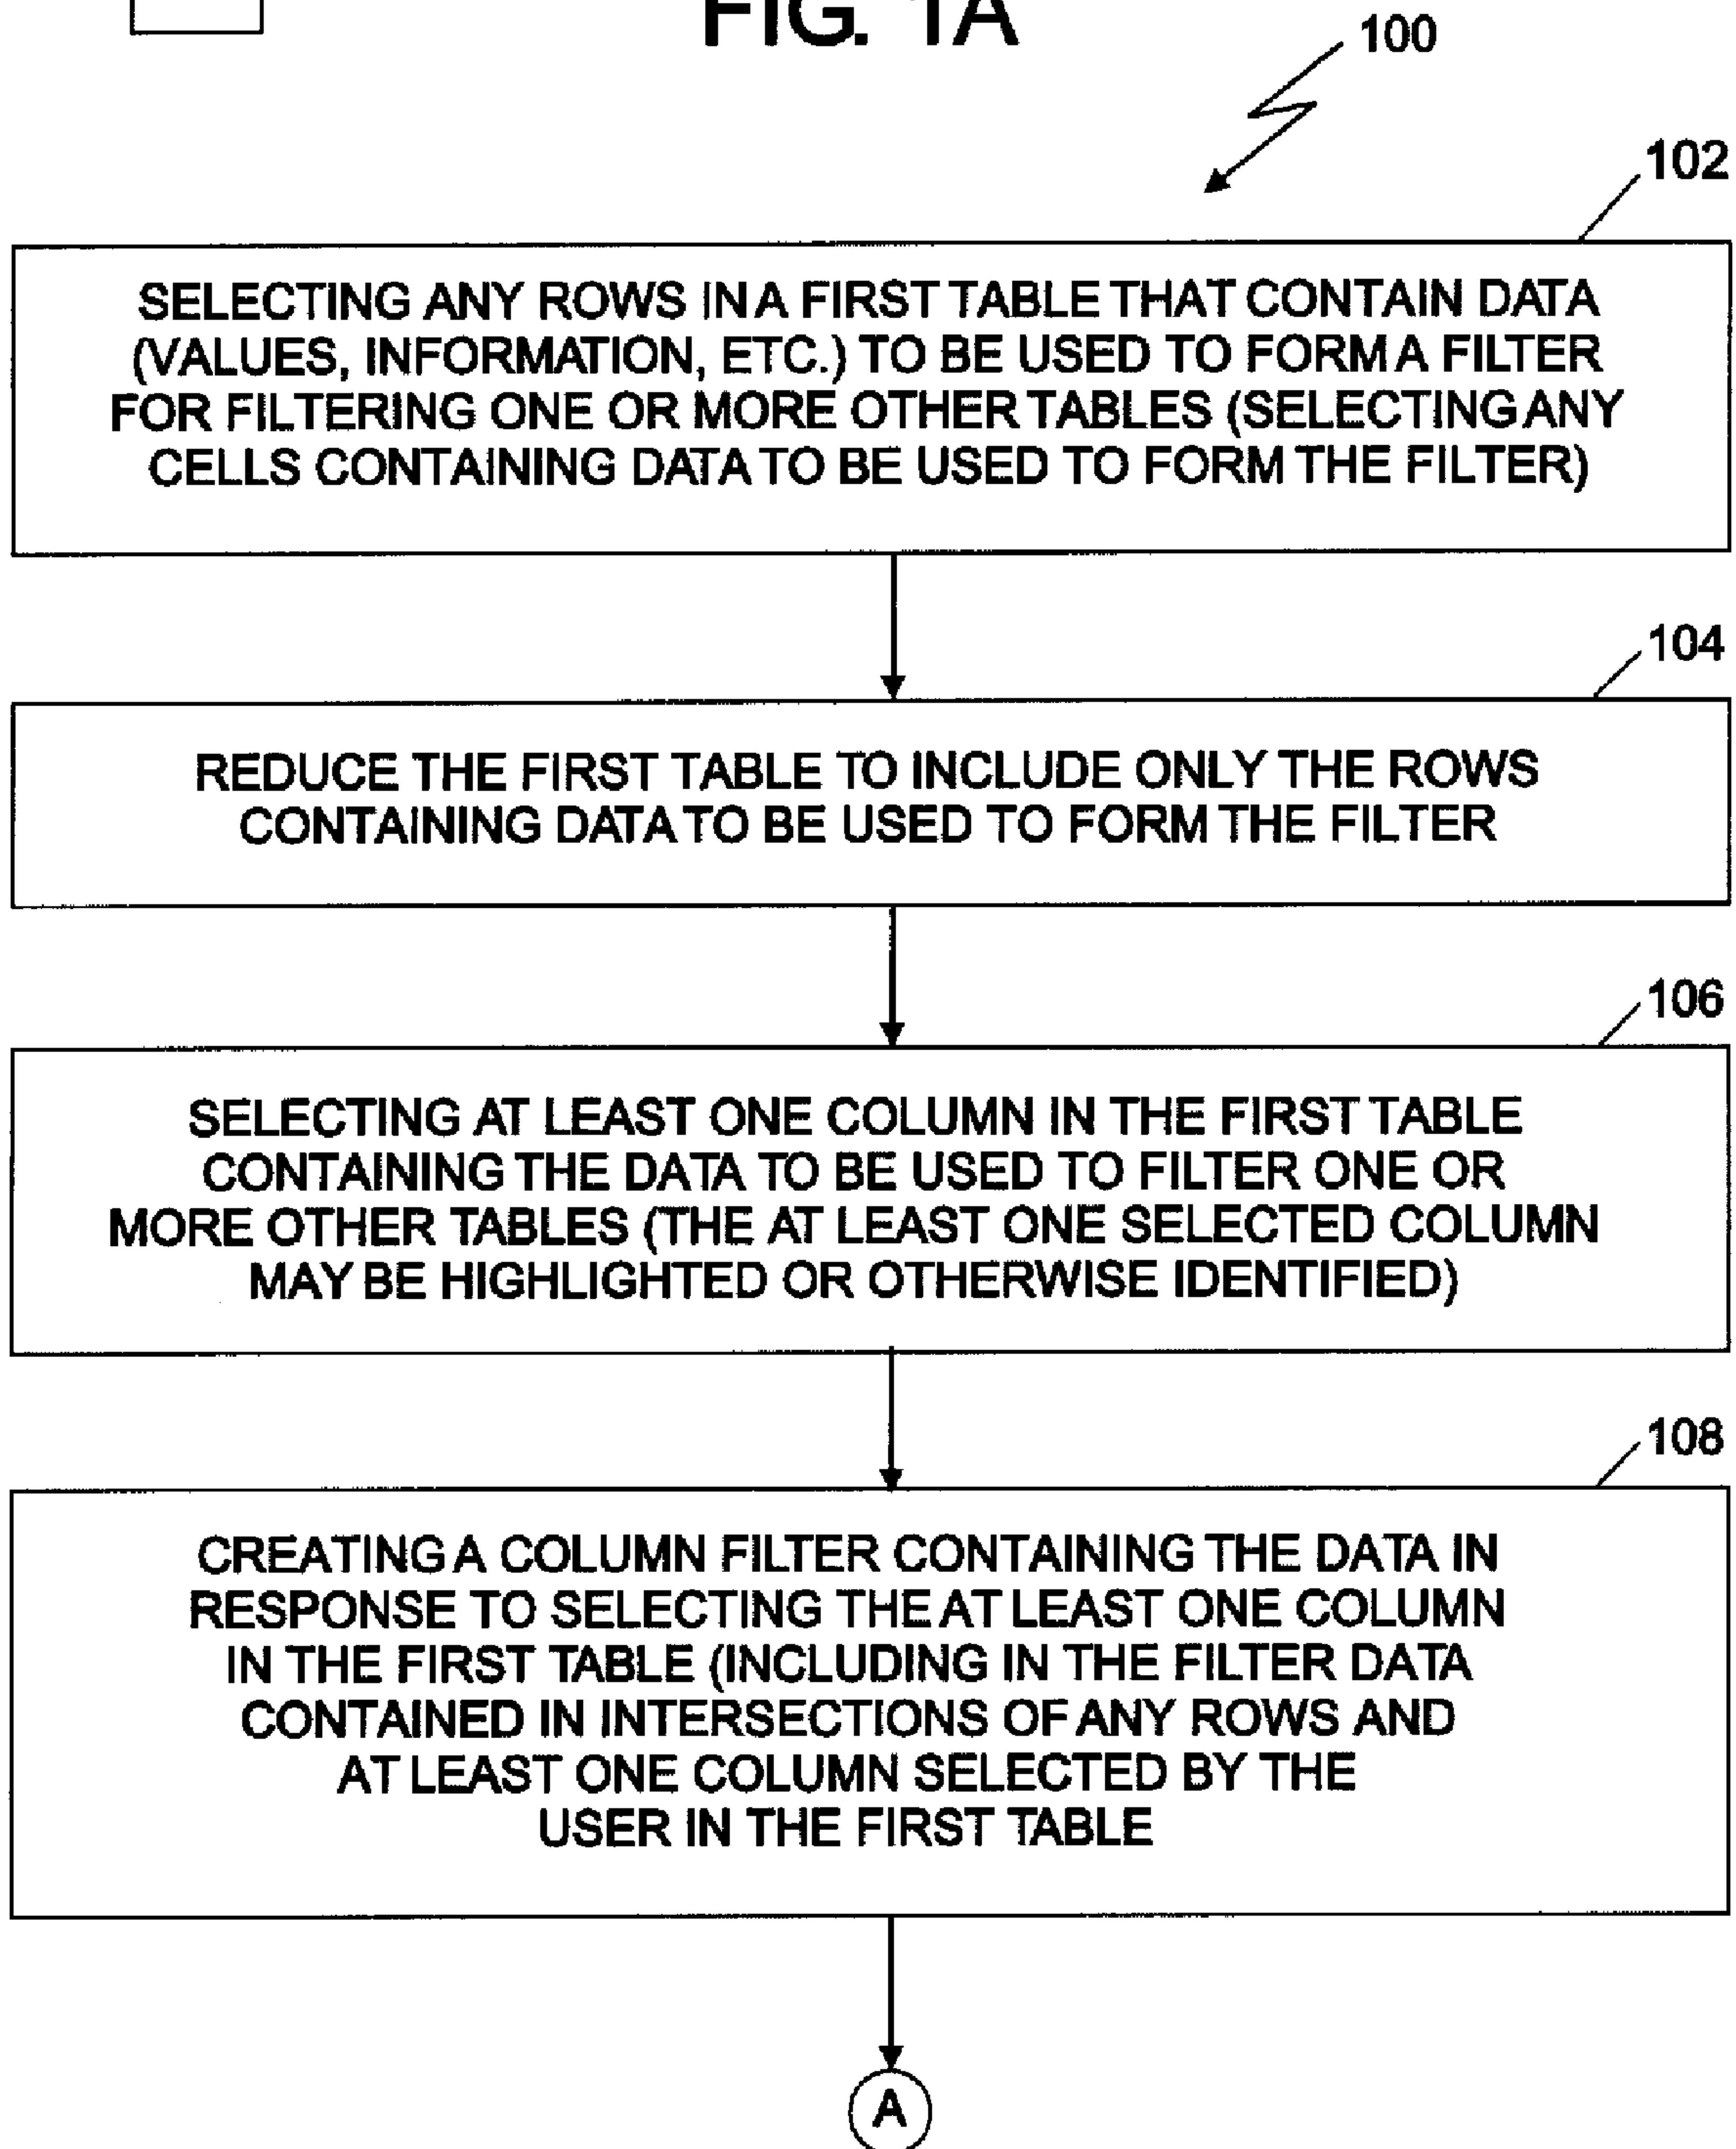 FIG. 1A
100
102
SELECTING ANY ROWS IN A FIRST TABLE THAT CONTAIN DATA
(VALUES, INFORMATION, ETC.) TO BE USED TO FORM A FILTER
FOR FILTERING ONE OR MORE OTHER TABLES (SELECTING ANY
CELLS CONTAINING DATA TO BE USED TO FORM THE FILTER)
104
REDUCE THE FIRST TABLE TO INCLUDE ONLY THE ROWS
CONTAINING DATA TO BE USED TO FORM THE FILTER
106
SELECTING AT LEAST ONE COLUMN IN THE FIRST TABLE
CONTAINING THE DATA TO BE USED TO FILTER ONE OR
MORE OTHER TABLES (THE AT LEAST ONE SELECTED COLUMN
MAY BE HIGHLIGHTED OR OTHERWISE IDENTIFIED)
108
CREATING A COLUMN FILTER CONTAINING THE DATA IN
RESPONSE TO SELECTING THE AT LEAST ONE COLUMN
IN THE FIRST TABLE (INCLUDING IN THE FILTER DATA
CONTAINED IN INTERSECTIONS OF ANY ROWS AND
AT LEAST ONE COLUMN SELECTED BY THE
USER IN THE FIRST TABLE
A